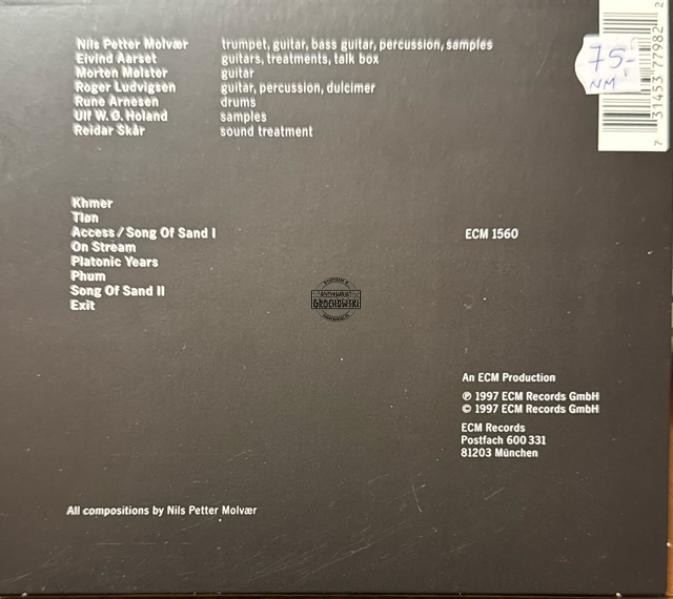 Nils Petter Molvær trumpet, guitar, bass guitar, percussion, samples
Eivind Aarset guitars, treatments, talk box
Morten Mølster guitar
Roger Ludvigsen guitar, percussion, dulcimer
Rune Arnesen drums
Ulf W. Ø. Holand samples
Reidar Skår sound treatment
75,-
NM
7 31453 77982 2
Khmer
Tløn
Access / Song Of Sand I
On Stream
Platonic Years
Phum
Song Of Sand II
Exit
ECM 1560
GROCHOWSKI
An ECM Production
℗ 1997 ECM Records GmbH
© 1997 ECM Records GmbH
ECM Records
Postfach 600 331
81203 München
All compositions by Nils Petter Molvær